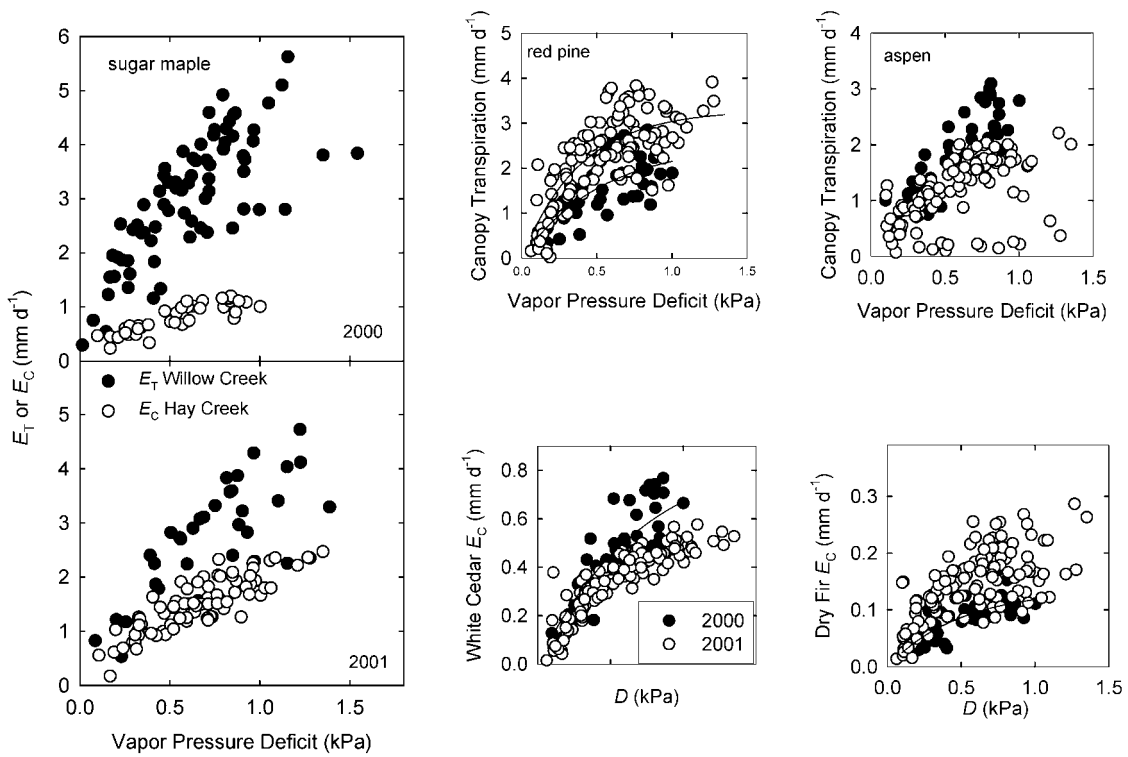 E_T or E_C (mm d⁻¹)
6
5
4
3
2
1
0
sugar maple
2000
5
4
3
2
1
0
E_T Willow Creek
E_C Hay Creek
2001
0.0 0.5 1.0 1.5
Vapor Pressure Deficit (kPa)
Canopy Transpiration (mm d⁻¹)
5
4
3
2
1
0
red pine
0.0 0.5 1.0 1.5
Vapor Pressure Deficit (kPa)
Canopy Transpiration (mm d⁻¹)
4
3
2
1
0
aspen
0.0 0.5 1.0 1.5
Vapor Pressure Deficit (kPa)
White Cedar E_C (mm d⁻¹)
0.8
0.6
0.4
0.2
0.0
2000
2001
D (kPa)
Dry Fir E_C (mm d⁻¹)
0.3
0.2
0.1
0.0
0.0 0.5 1.0 1.5
D (kPa)